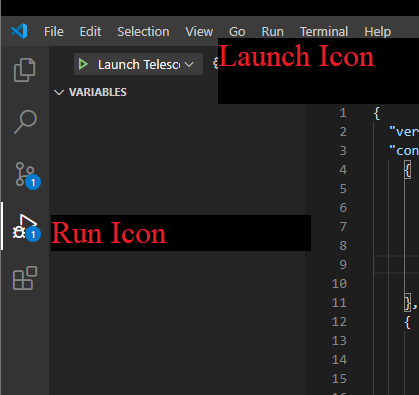 File Edit Selection View Go Run Terminal Help
Launch Telesc
Launch Icon
VARIABLES
1 {
2 "ver
3 "con
4 {
5
6
7
1
8
Run Icon
1
9
10
11 },
12 {
13
14
15